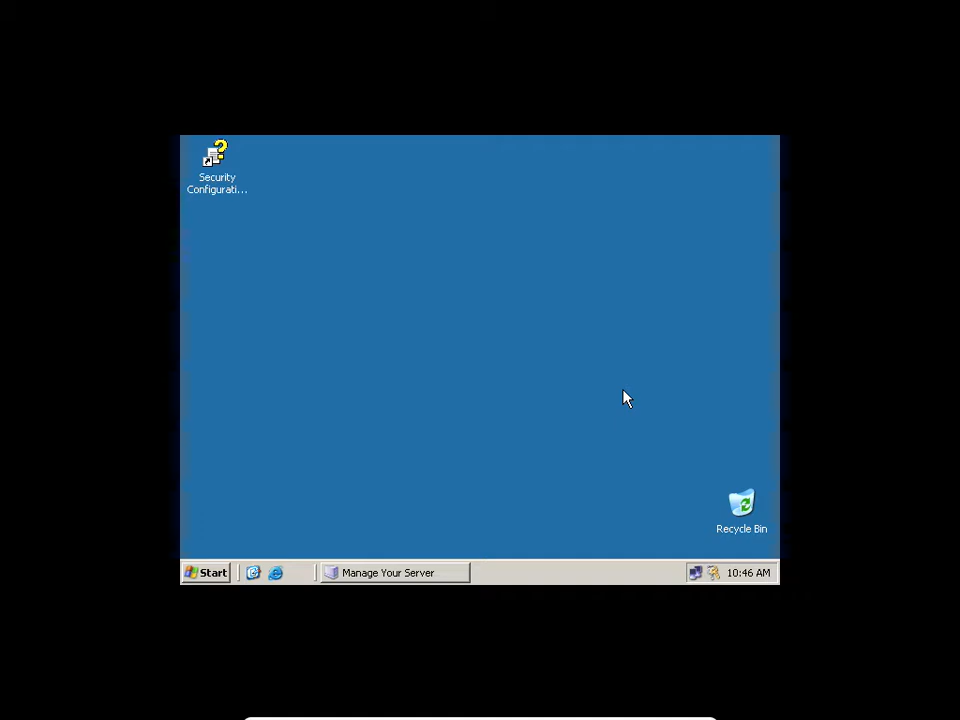 Security
Configurati...
Recycle Bin
Start
Manage Your Server
10:46 AM